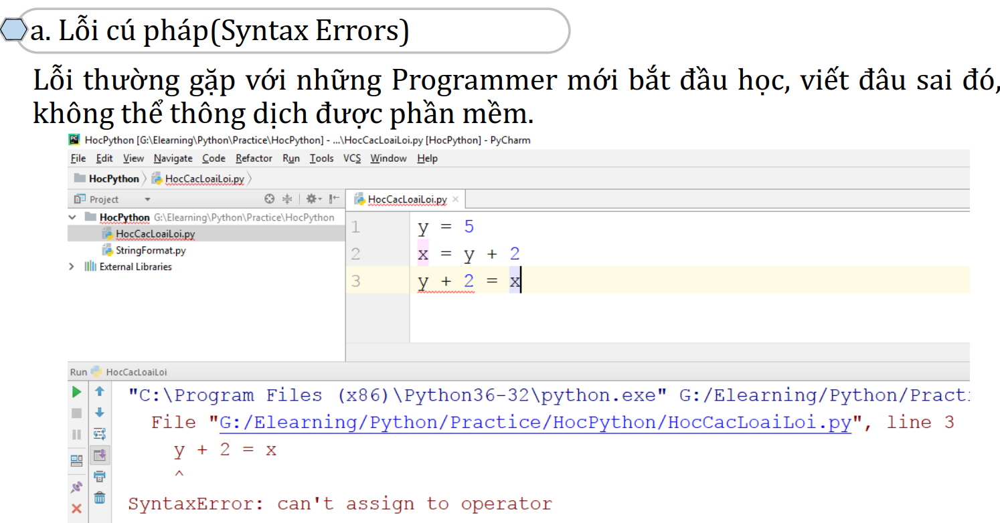 a. Lỗi cú pháp(Syntax Errors)
Lỗi thường gặp với những Programmer mới bắt đầu học, viết đâu sai đó,
không thể thông dịch được phần mềm.
HocPython [G:\Elearning\Python\Practice\HocPython] - ...\HocCacLoaiLoi.py [HocPython] - PyCharm
File Edit View Navigate Code Refactor Run Tools VCS Window Help
HocPython HocCacLoaiLoi.py
Project
HocCacLoaiLoi.py
HocPython G:\Elearning\Python\Practice\HocPython
HocCacLoaiLoi.py
StringFormat.py
External Libraries
1 y = 5
2 x = y + 2
3 y + 2 = x
Run HocCacLoaiLoi
"C:\Program Files (x86)\Python36-32\python.exe" G:/Elearning/Python/Practi
File "G:/Elearning/Python/Practice/HocPython/HocCacLoaiLoi.py", line 3
y + 2 = x
^
SyntaxError: can't assign to operator